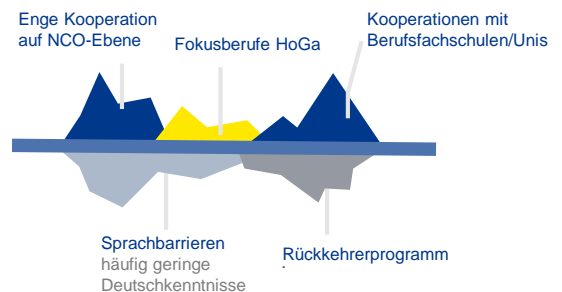 Enge Kooperation
auf NCO-Ebene
Fokusberufe HoGa
Kooperationen mit
Berufsfachschulen/Unis
Sprachbarrieren
häufig geringe
Deutschkenntnisse
Rückkehrerprogramm
.